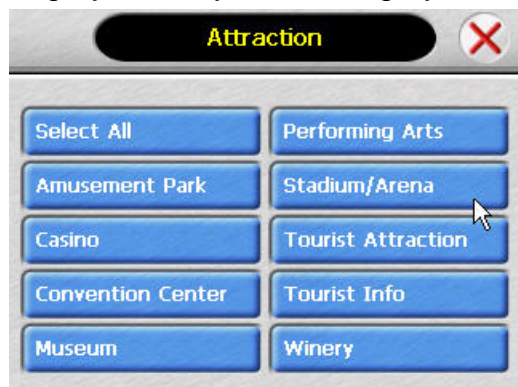 Attraction
Select All
Performing Arts
Amusement Park
Stadium/Arena
Casino
Tourist Attraction
Convention Center
Tourist Info
Museum
Winery